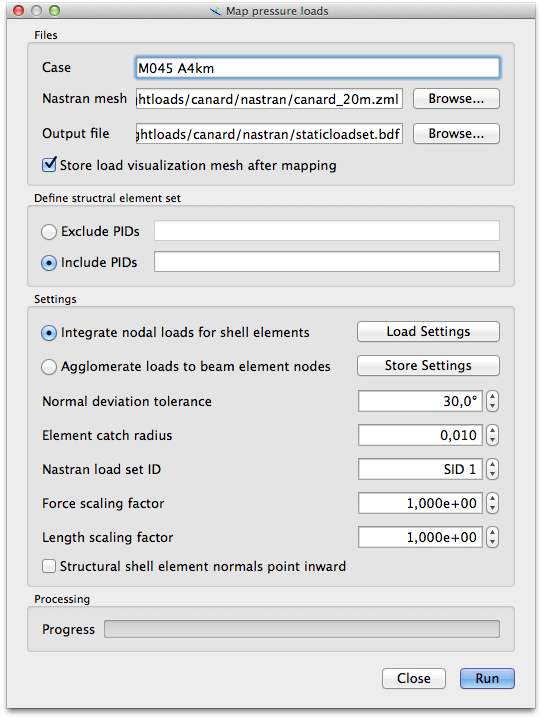 Map pressure loads
Files
Case M045 A4km
Nastran mesh ghtloads/canard/nastran/canard_20m.zml Browse...
Output file ghtloads/canard/nastran/staticloadset.bdf Browse...
Store load visualization mesh after mapping
Define structral element set
Exclude PIDs
Include PIDs
Settings
Integrate nodal loads for shell elements Load Settings
Agglomerate loads to beam element nodes Store Settings
Normal deviation tolerance 30,0°
Element catch radius 0,010
Nastran load set ID SID 1
Force scaling factor 1,000e+00
Length scaling factor 1,000e+00
Structural shell element normals point inward
Processing
Progress
Close Run